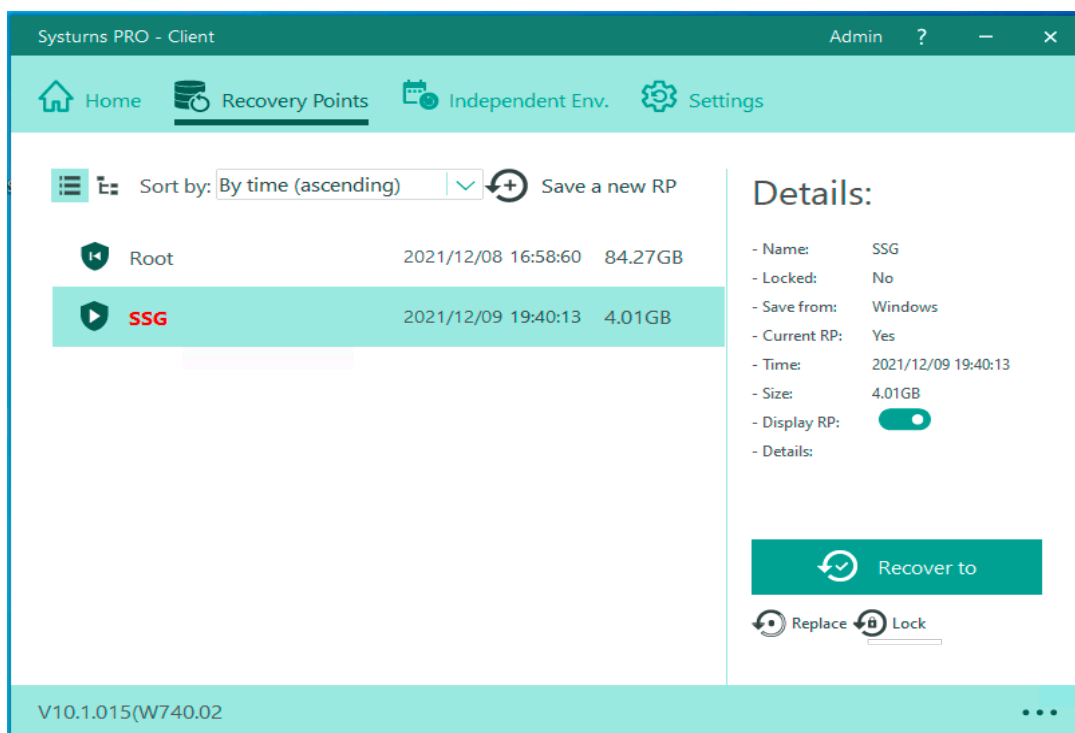 Systurns PRO - Client Admin ? — ×
Home Recovery Points Independent Env. Settings
Sort by: By time (ascending) Save a new RP
Root 2021/12/08 16:58:60 84.27GB
SSG 2021/12/09 19:40:13 4.01GB
Details:
- Name: SSG
- Locked: No
- Save from: Windows
- Current RP: Yes
- Time: 2021/12/09 19:40:13
- Size: 4.01GB
- Display RP:
- Details:
Recover to
Replace Lock
V10.1.015(W740.02